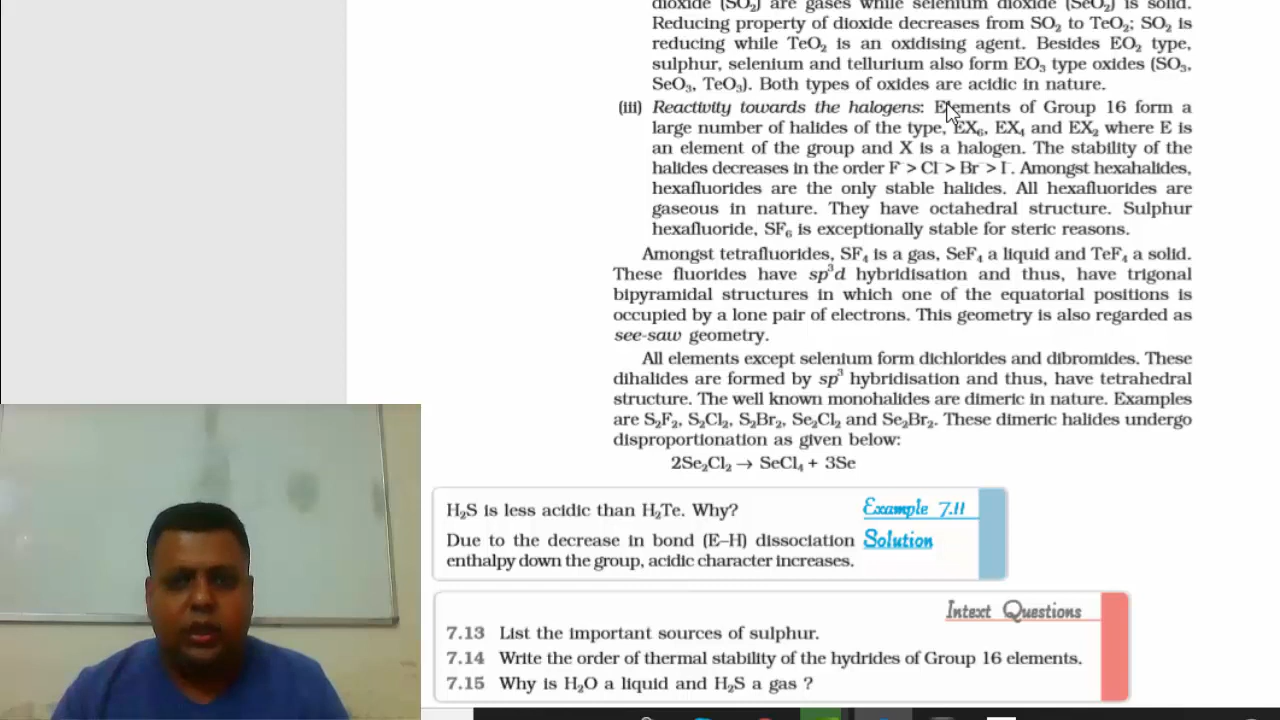 dioxide (SO₂) are gases while selenium dioxide (SeO₂) is solid.
Reducing property of dioxide decreases from SO₂ to TeO₂; SO₂ is
reducing while TeO₂ is an oxidising agent. Besides EO₂ type,
sulphur, selenium and tellurium also form EO₃ type oxides (SO₃,
SeO₃, TeO₃). Both types of oxides are acidic in nature.
(iii) Reactivity towards the halogens: Elements of Group 16 form a
large number of halides of the type, EX₆, EX₄ and EX₂ where E is
an element of the group and X is a halogen. The stability of the
halides decreases in the order F⁻ > Cl⁻ > Br⁻ > I⁻. Amongst hexahalides,
hexafluorides are the only stable halides. All hexafluorides are
gaseous in nature. They have octahedral structure. Sulphur
hexafluoride, SF₆ is exceptionally stable for steric reasons.
Amongst tetrafluorides, SF₄ is a gas, SeF₄ a liquid and TeF₄ a solid.
These fluorides have sp³d hybridisation and thus, have trigonal
bipyramidal structures in which one of the equatorial positions is
occupied by a lone pair of electrons. This geometry is also regarded as
see-saw geometry.
All elements except selenium form dichlorides and dibromides. These
dihalides are formed by sp³ hybridisation and thus, have tetrahedral
structure. The well known monohalides are dimeric in nature. Examples
are S₂F₂, S₂Cl₂, S₂Br₂, Se₂Cl₂ and Se₂Br₂. These dimeric halides undergo
disproportionation as given below:
2Se₂Cl₂ → SeCl₄ + 3Se
H₂S is less acidic than H₂Te. Why? Example 7.11
Due to the decrease in bond (E–H) dissociation Solution
enthalpy down the group, acidic character increases.
Intext Questions
7.13 List the important sources of sulphur.
7.14 Write the order of thermal stability of the hydrides of Group 16 elements.
7.15 Why is H₂O a liquid and H₂S a gas ?